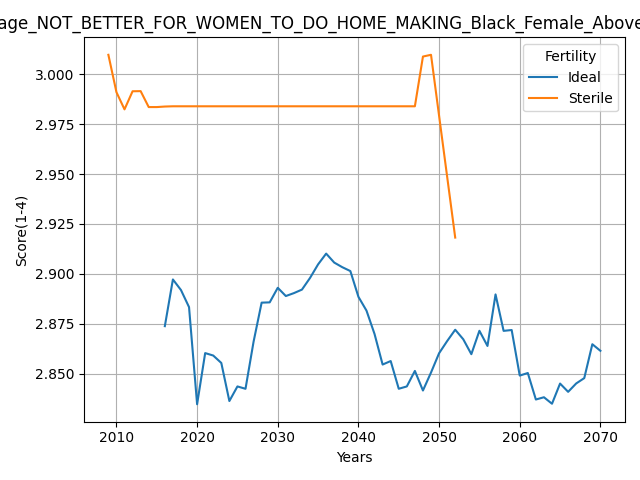 age_NOT_BETTER_FOR_WOMEN_TO_DO_HOME_MAKING_Black_Female_Above
Fertility
Ideal
Sterile
3.000
2.975
2.950
2.925
2.900
2.875
2.850
Score(1-4)
2010 2020 2030 2040 2050 2060 2070
Years